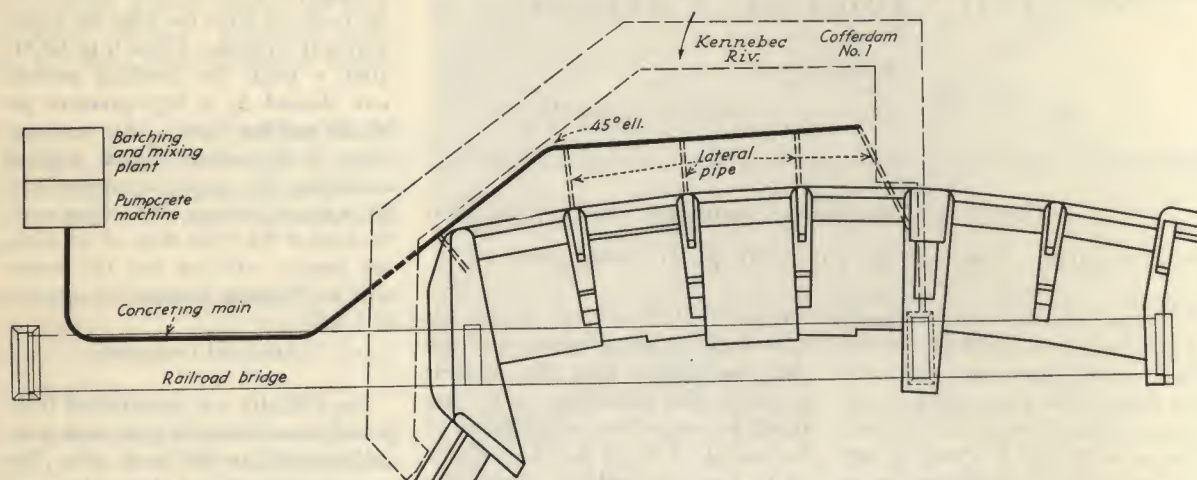 Kennebec
Riv.
Cofferdam
No. 1
45° ell.
Batching
and mixing
plant
Lateral
pipe
Pumpcrete
machine
Concreting main
Railroad bridge